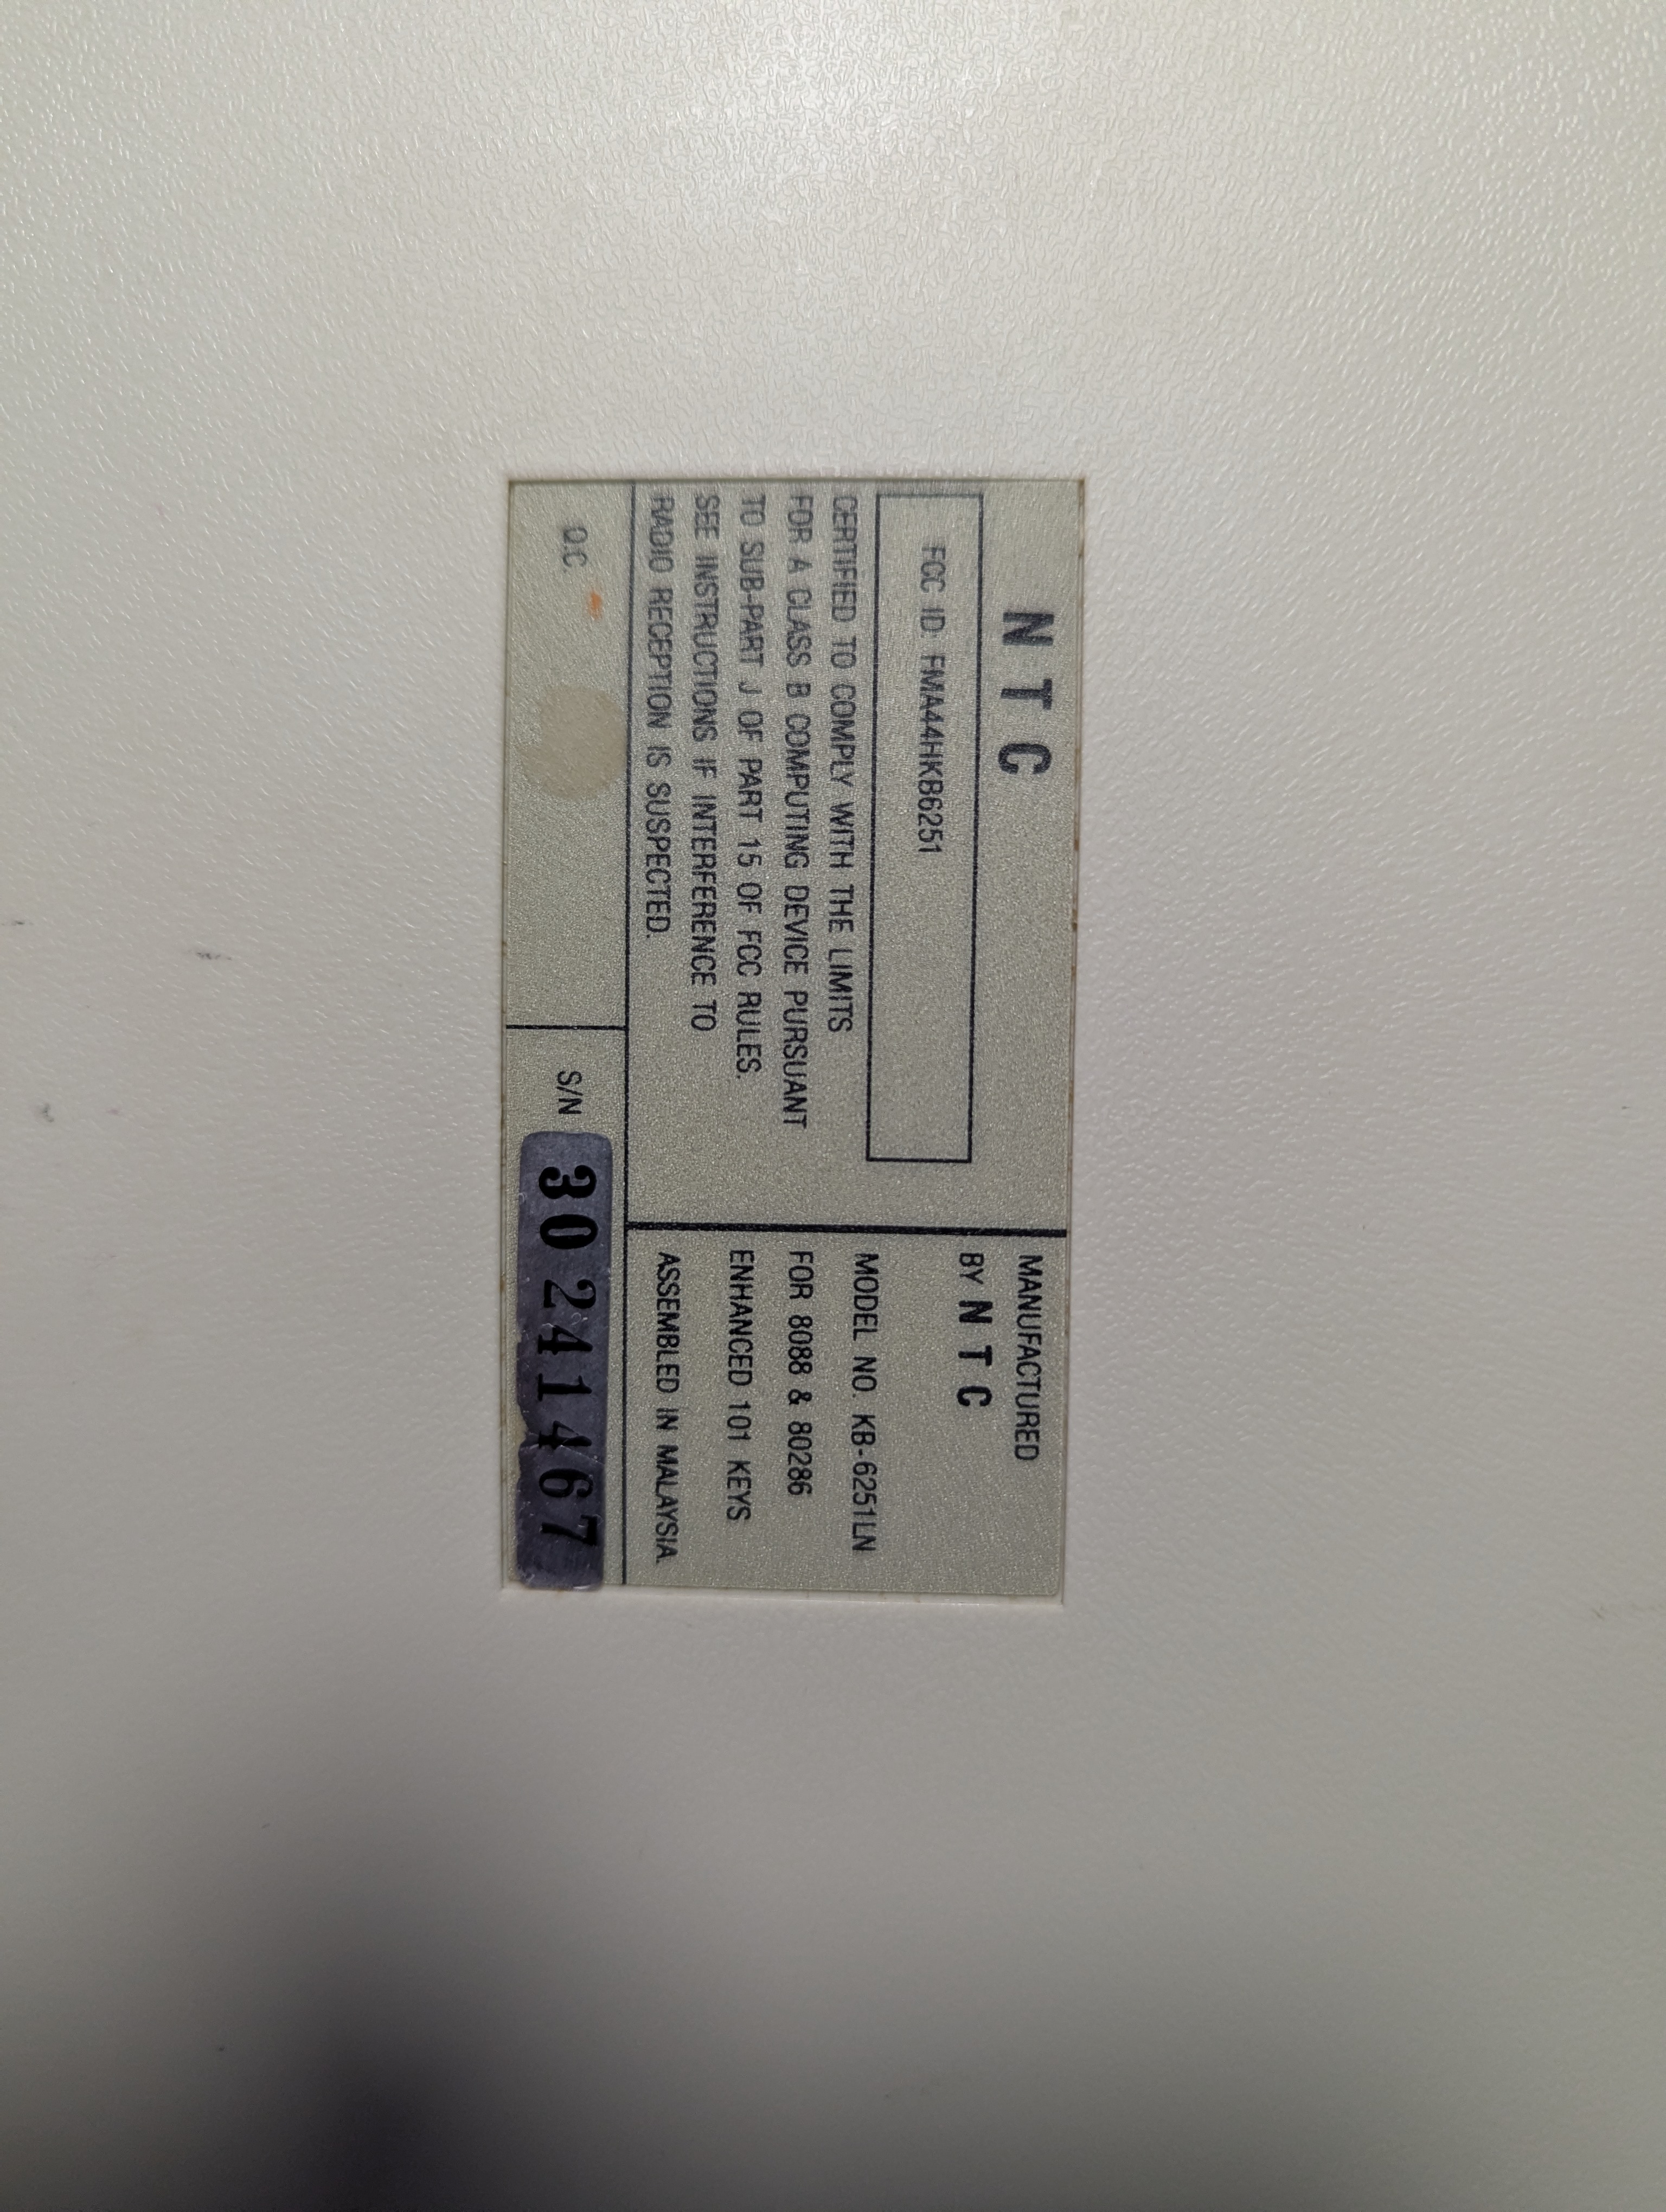 NTC
FCC ID: FMA44HKB6251
CERTIFIED TO COMPLY WITH THE LIMITS
FOR A CLASS B COMPUTING DEVICE PURSUANT
TO SUB-PART J OF PART 15 OF FCC RULES.
SEE INSTRUCTIONS IF INTERFERENCE TO
RADIO RECEPTION IS SUSPECTED.
MANUFACTURED
BY NTC
MODEL NO. KB-6251LN
FOR 8088 & 80286
ENHANCED 101 KEYS
ASSEMBLED IN MALAYSIA.
Q.C.
S/N 30241467